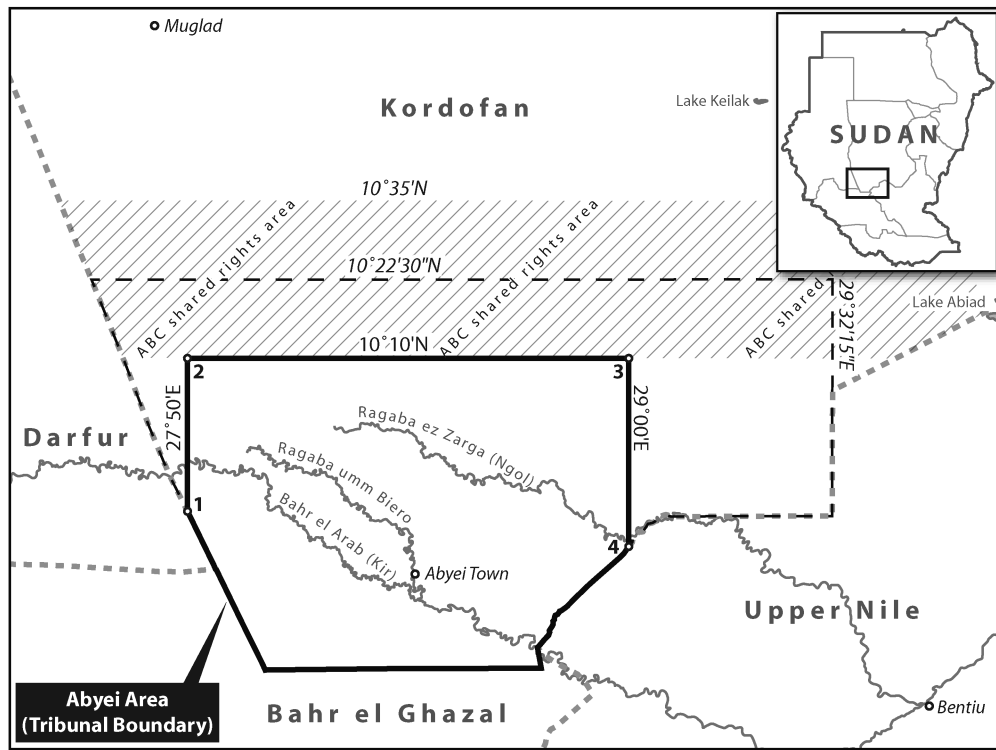 Muglad
Kordofan
Lake Keilak
SUDAN
10˚35'N
ABC shared rights area
ABC shared rights area
10˚22'30"N
ABC shared
29˚32'15"E
Lake Abiad
10˚10'N
2
3
27˚50'E
29˚00'E
Ragaba ez Zarga (Ngol)
Darfur
Ragaba umm Biero
Bahr el Arab (Kir)
1
4
Abyei Town
Upper Nile
Abyei Area
(Tribunal Boundary)
Bahr el Ghazal
Bentiu